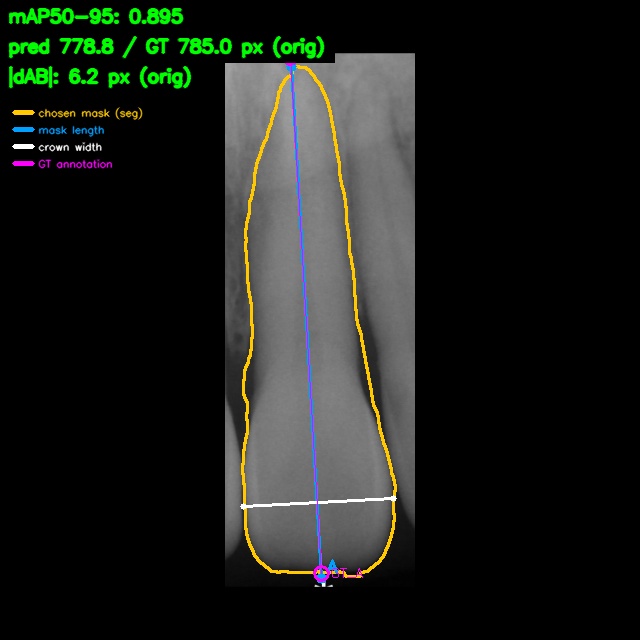 mAP50-95: 0.895
pred 778.8 / GT 785.0 px (orig)
|dAB|: 6.2 px (orig)
chosen mask (seg)
mask length
crown width
GT annotation